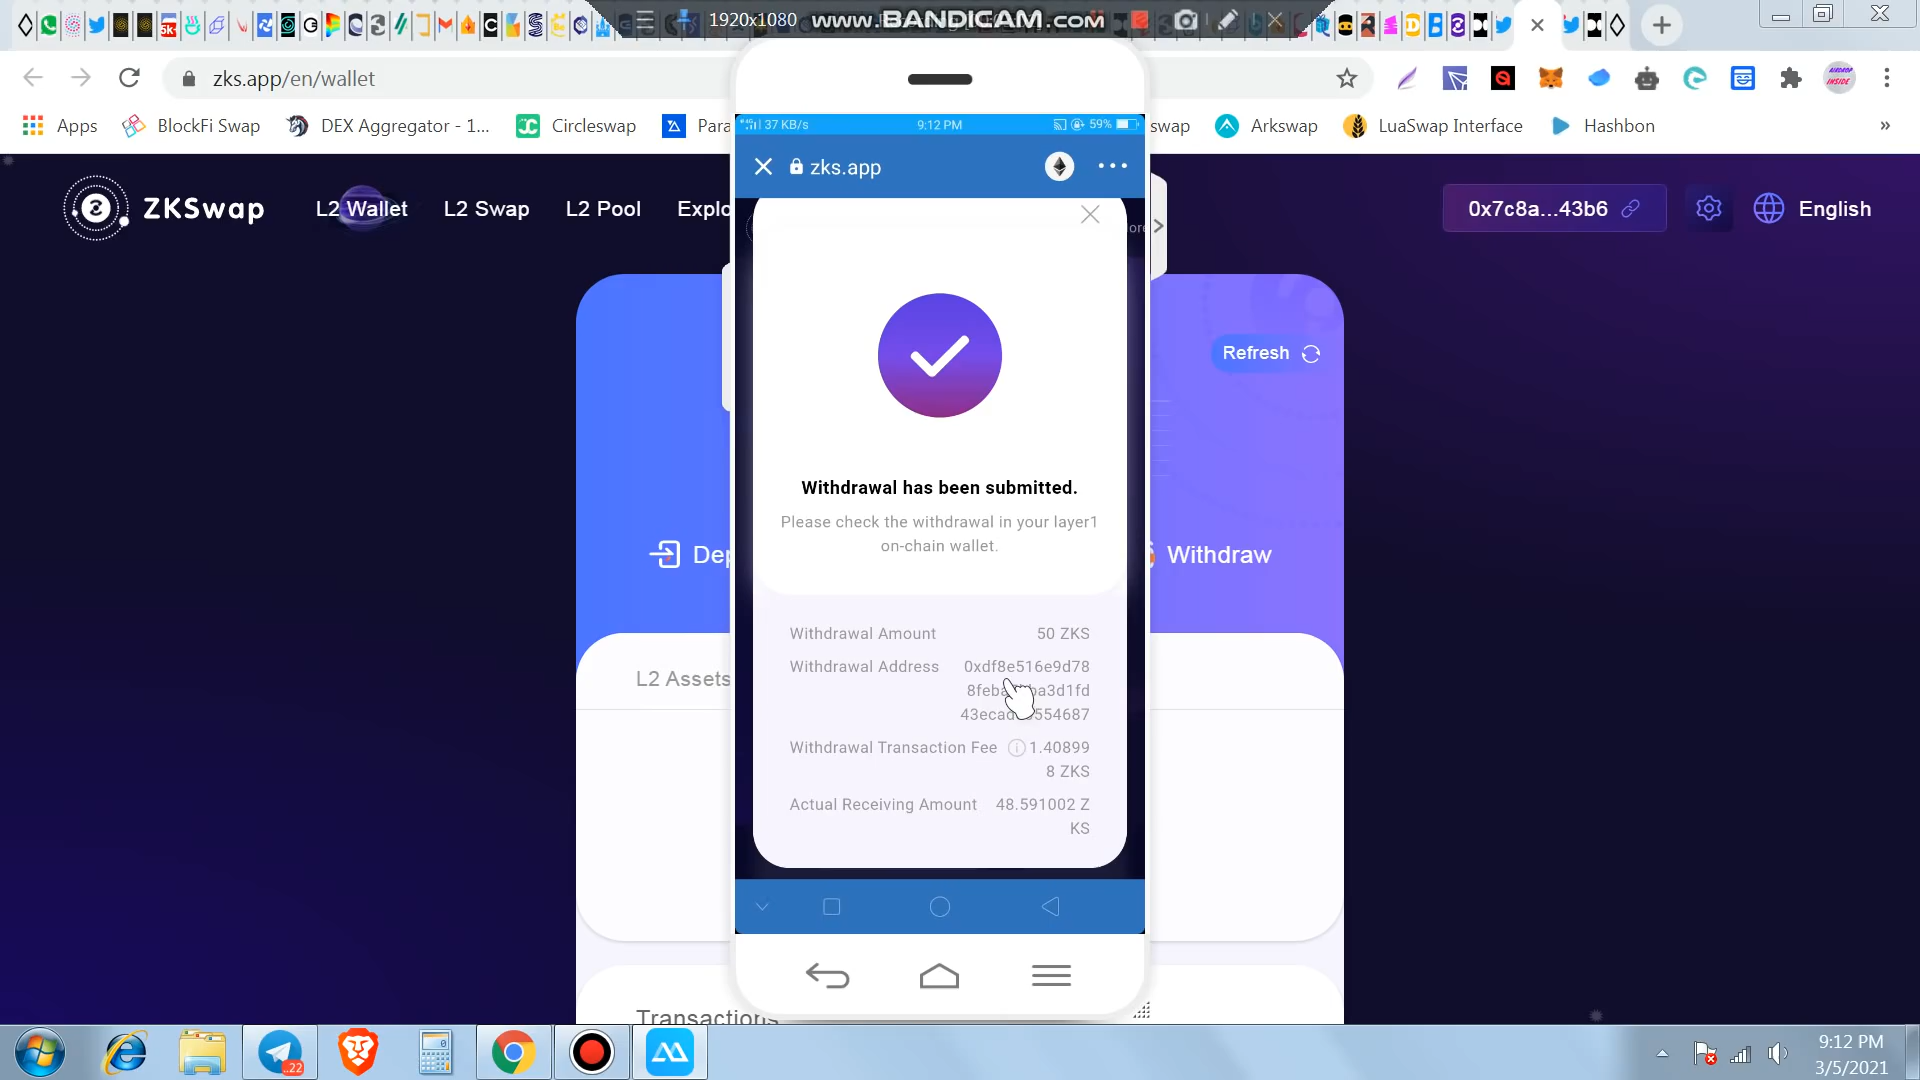 1920x1080
www.BANDICAM.com
zks.app/en/wallet
Apps
BlockFi Swap
DEX Aggregator - 1...
Circleswap
Para
swap
Arkswap
LuaSwap Interface
Hashbon
»
37 KB/s
9:12 PM
59%
zks.app
ZKSwap
L2 Wallet
L2 Swap
L2 Pool
Explo
0x7c8a...43b6
English
Refresh
Withdrawal has been submitted.
Please check the withdrawal in your layer1
on-chain wallet.
Dep
Withdraw
Withdrawal Amount 50 ZKS
Withdrawal Address 0xdf8e516e9d78
43ecad
554687
L2 Assets
Withdrawal Transaction Fee 1.40899
8 ZKS
Actual Receiving Amount 48.591002 Z
KS
Transactions
..22
9:12 PM
3/5/2021